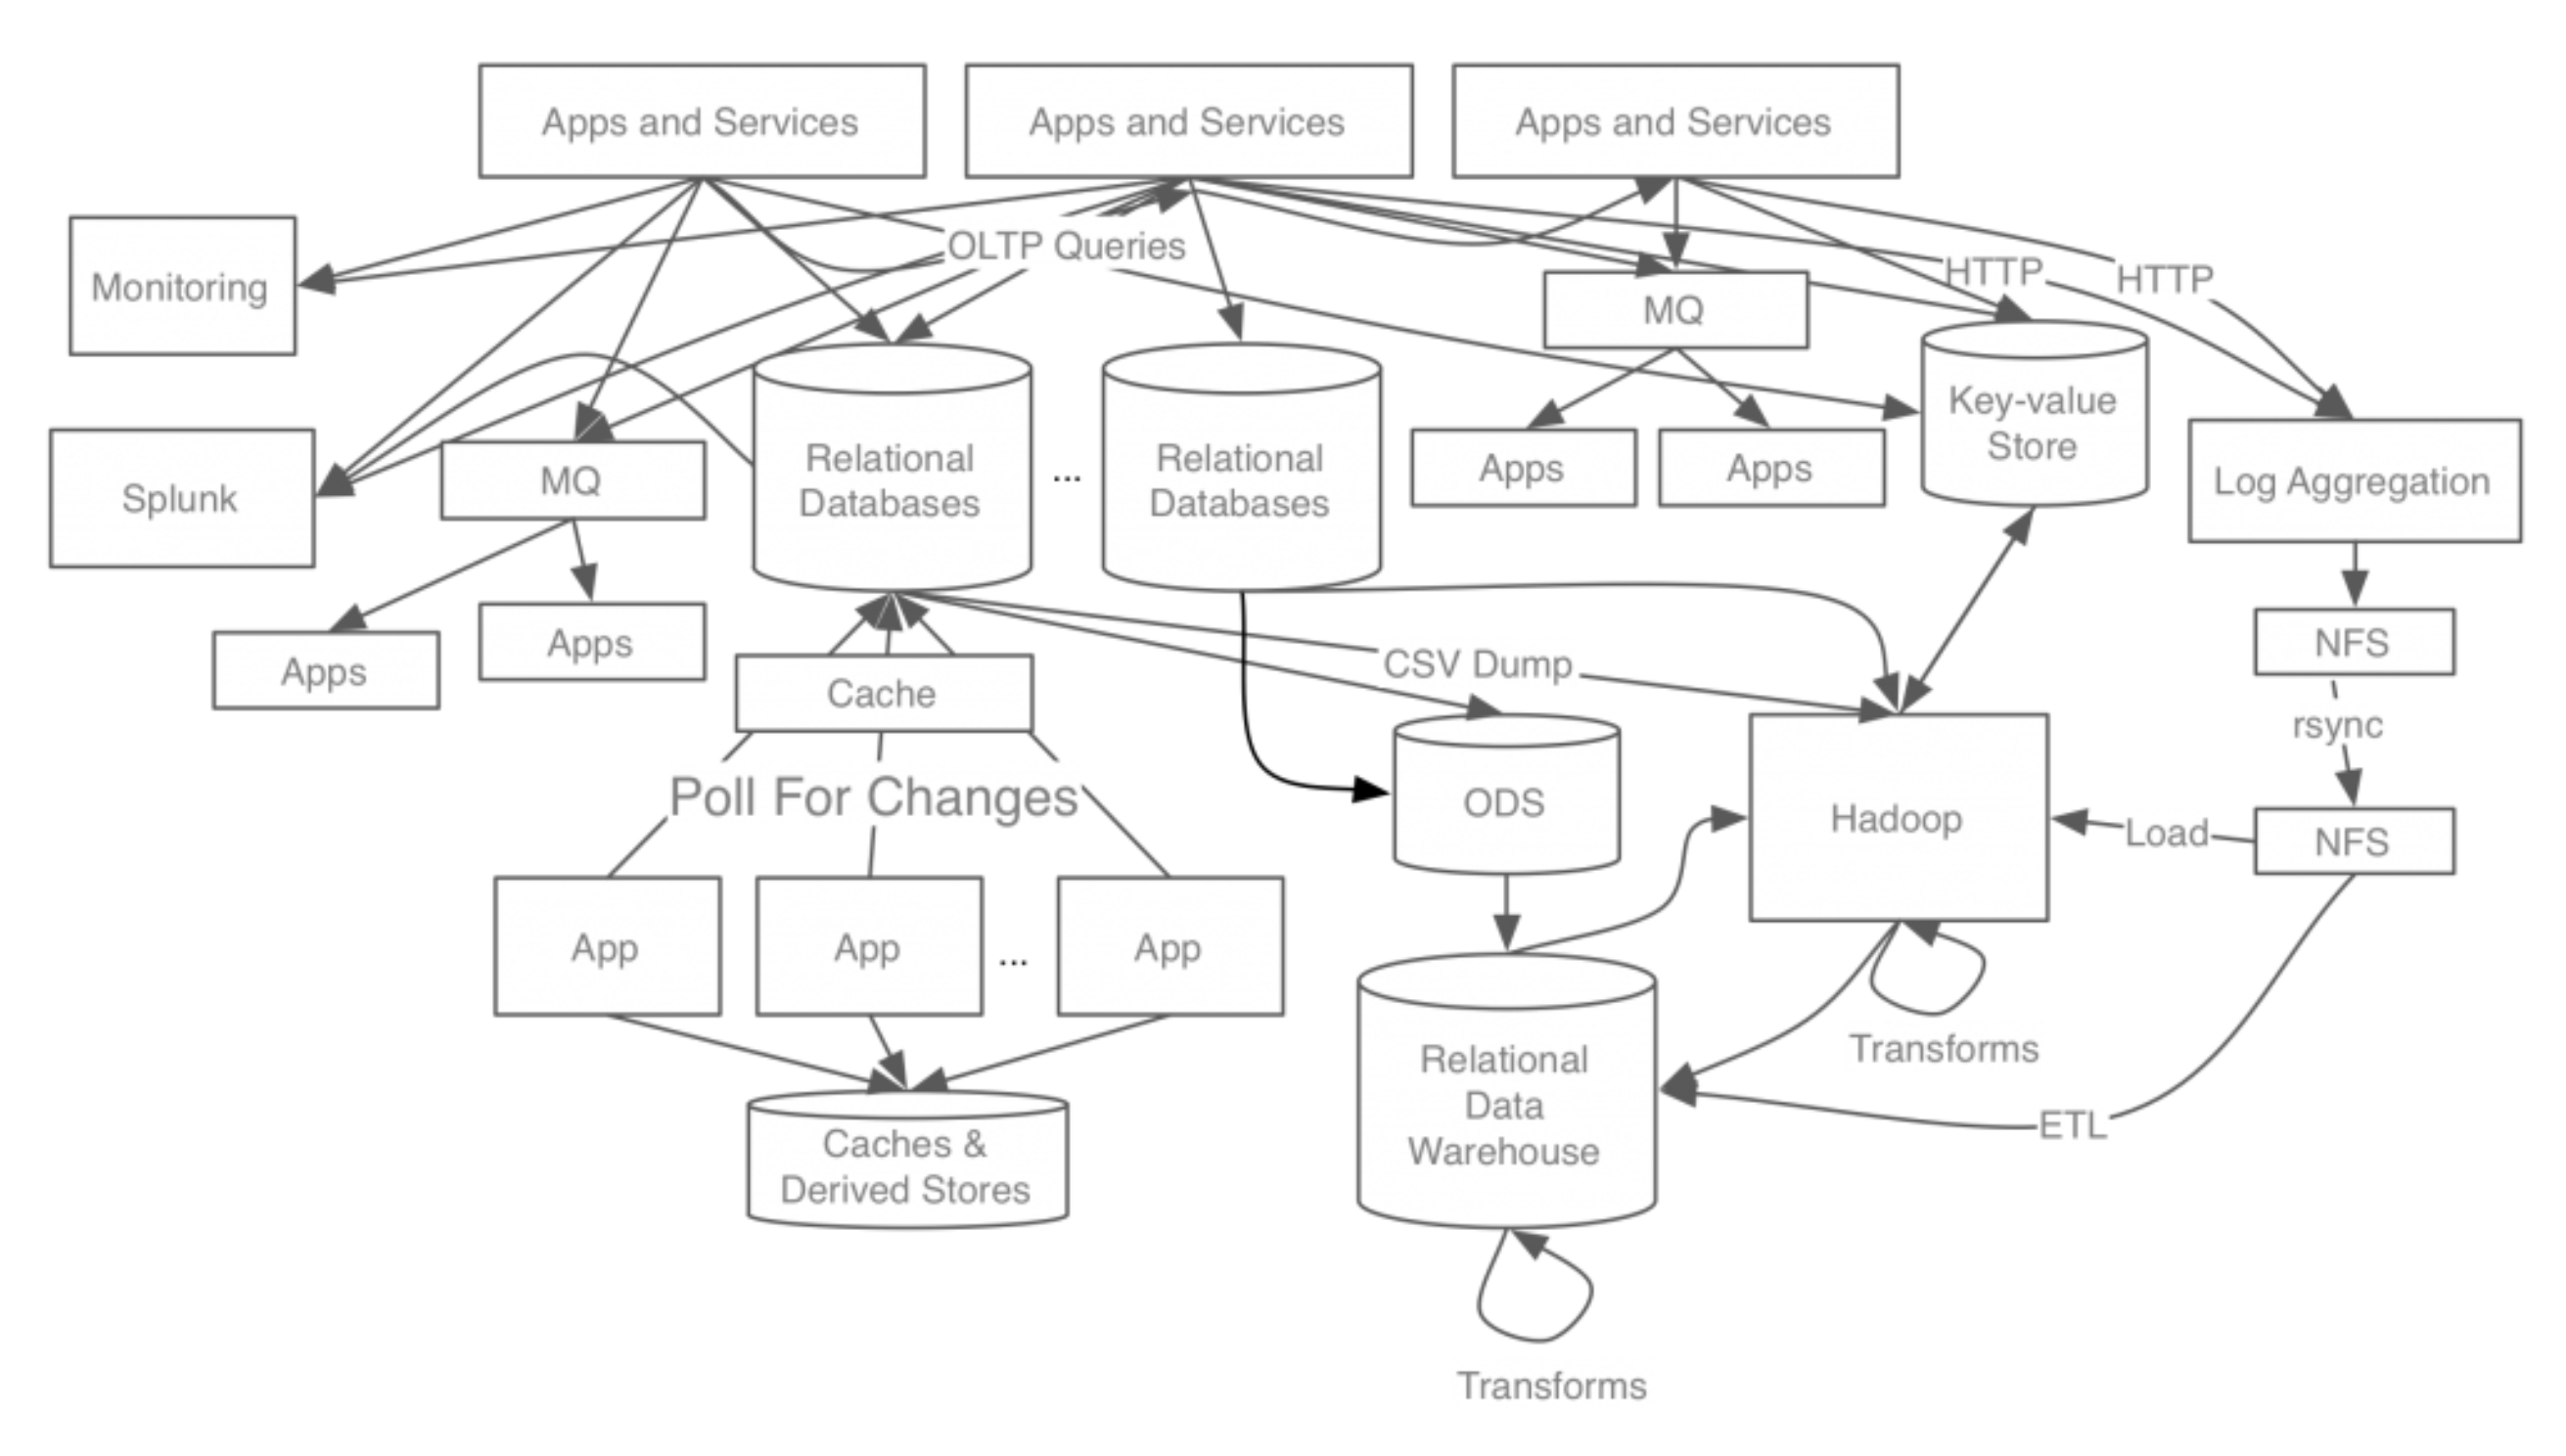 Apps and Services
Apps and Services
Apps and Services
OLTP Queries
HTTP
HTTP
Monitoring
MQ
Key-value
Store
Relational
Databases
...
Relational
Databases
Apps
Apps
Log Aggregation
Splunk
MQ
Apps
Apps
NFS
Cache
CSV Dump
rsync
Poll For Changes
ODS
Hadoop
Load
NFS
App
App
...
App
Transforms
Relational
Data
Warehouse
ETL
Caches &
Derived Stores
Transforms